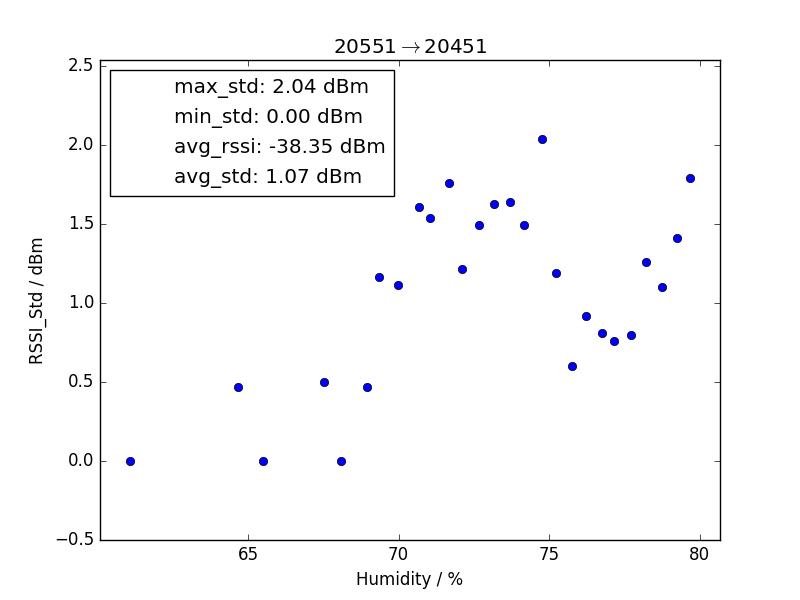 20551→20451
max_std: 2.04 dBm
min_std: 0.00 dBm
avg_rssi: -38.35 dBm
avg_std: 1.07 dBm
2.5
2.0
1.5
1.0
0.5
0.0
−0.5
RSSI_Std / dBm
65 70 75 80
Humidity / %